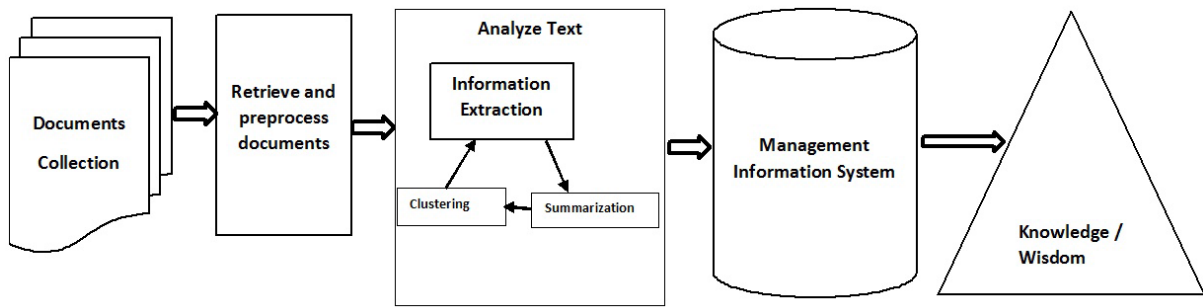 Documents
Collection
Retrieve and
preprocess
documents
Analyze Text
Information
Extraction
Clustering
Summarization
Management
Information System
Knowledge /
Wisdom